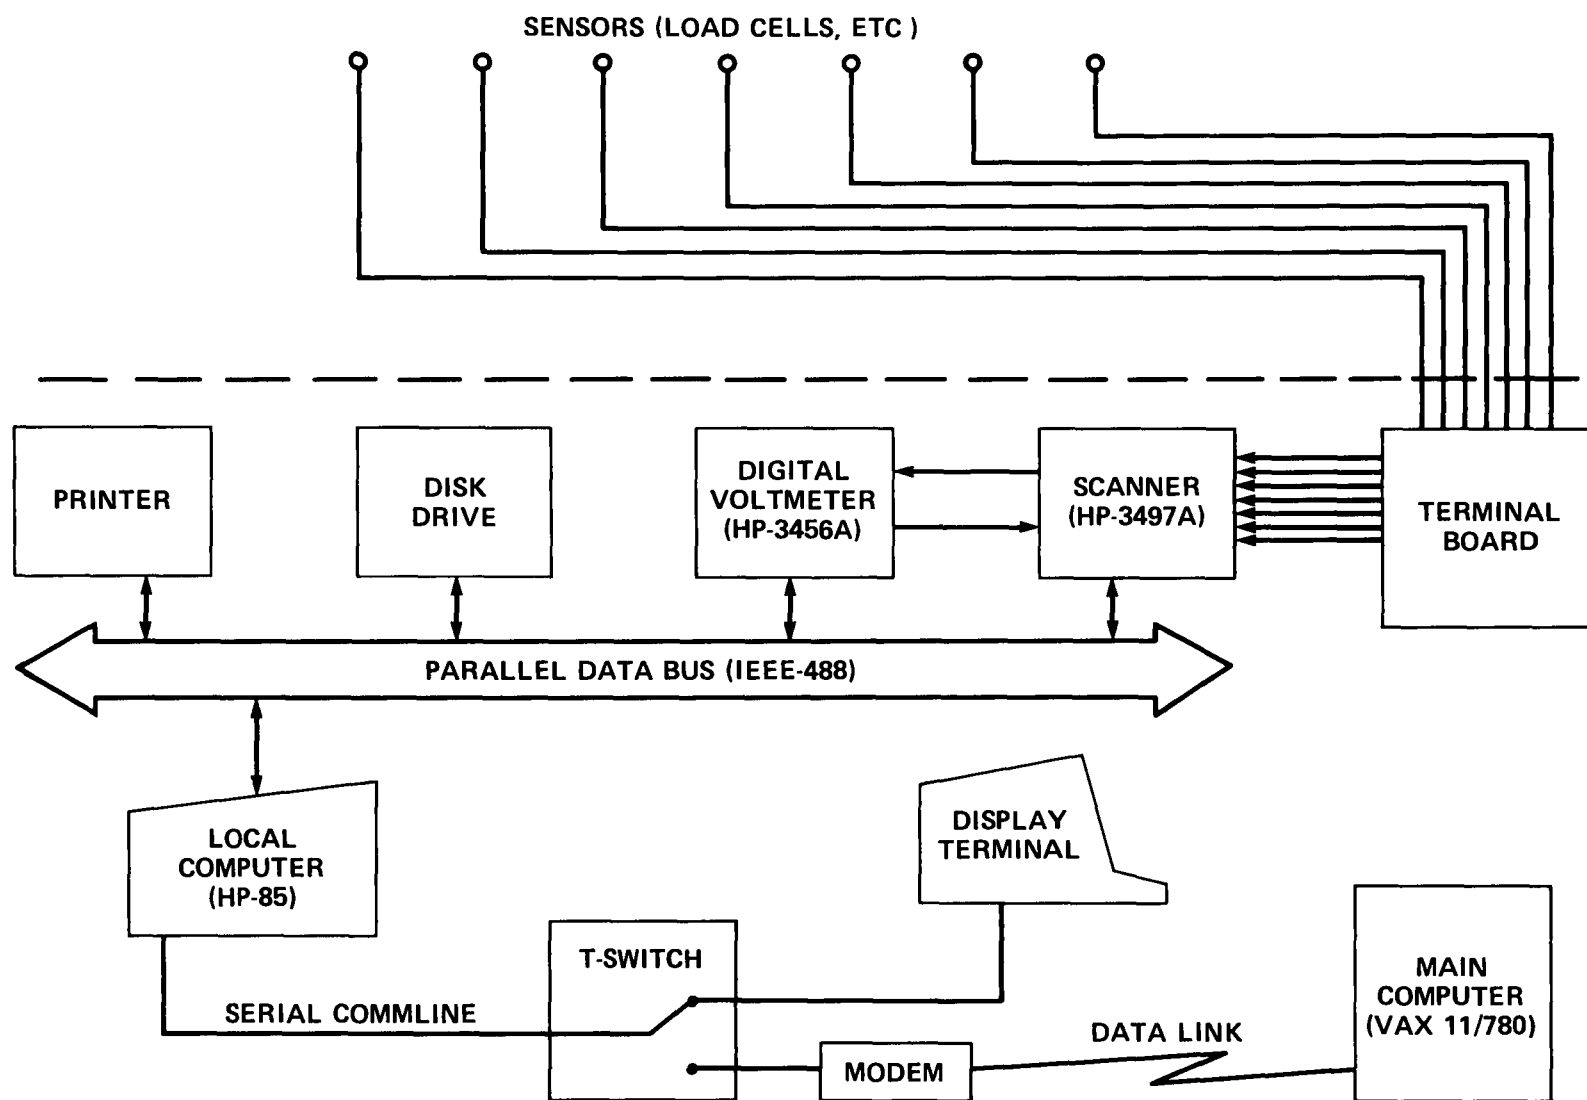 SENSORS (LOAD CELLS, ETC )
PRINTER
DISK
DRIVE
DIGITAL
VOLTMETER
(HP-3456A)
SCANNER
(HP-3497A)
TERMINAL
BOARD
PARALLEL DATA BUS (IEEE-488)
LOCAL
COMPUTER
(HP-85)
DISPLAY
TERMINAL
T-SWITCH
SERIAL COMMLINE
MAIN
COMPUTER
(VAX 11/780)
DATA LINK
MODEM